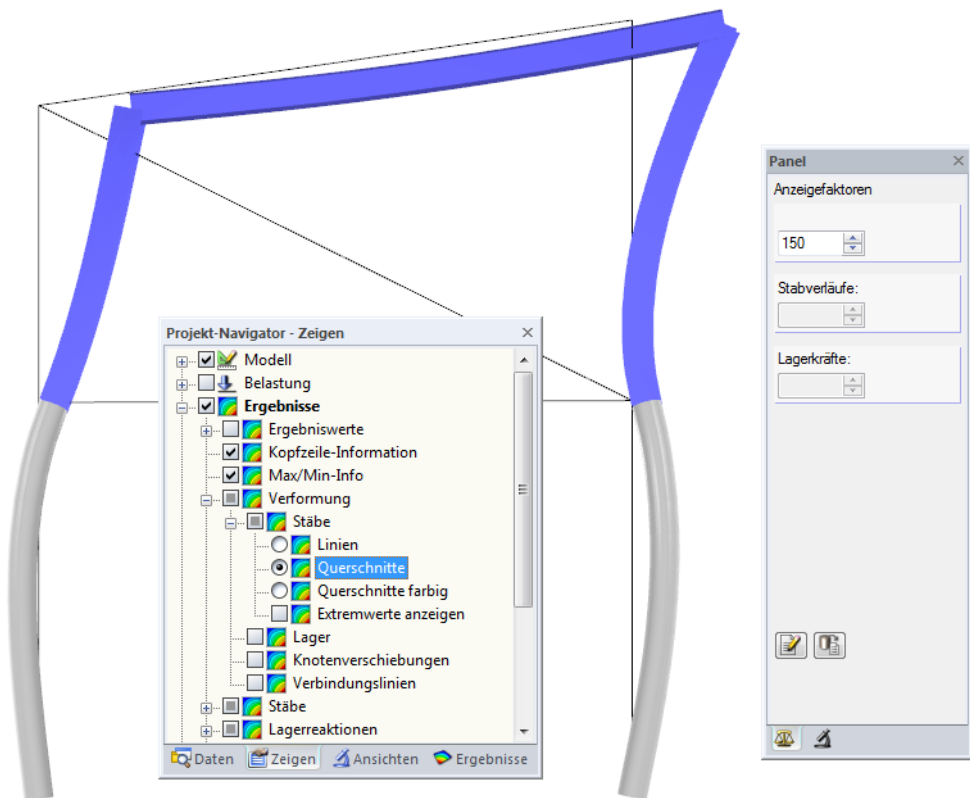 Panel
Anzeigefaktoren
150
Stabverläufe:
Lagerkräfte:
Projekt-Navigator - Zeigen
Modell
Belastung
Ergebnisse
Ergebniswerte
Kopfzeile-Information
Max/Min-Info
Verformung
Stäbe
Linien
Querschnitte
Querschnitte farbig
Extremwerte anzeigen
Lager
Knotenverschiebungen
Verbindungslinien
Stäbe
Lagerreaktionen
Daten Zeigen Ansichten Ergebnisse